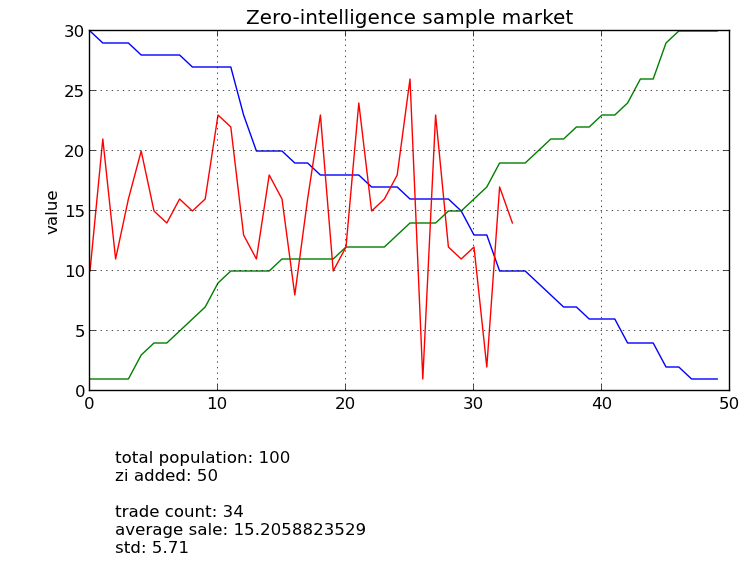 Zero-intelligence sample market
30
25
20
15
10
5
0
value
0 10 20 30 40 50
total population: 100
zi added: 50
trade count: 34
average sale: 15.2058823529
std: 5.71